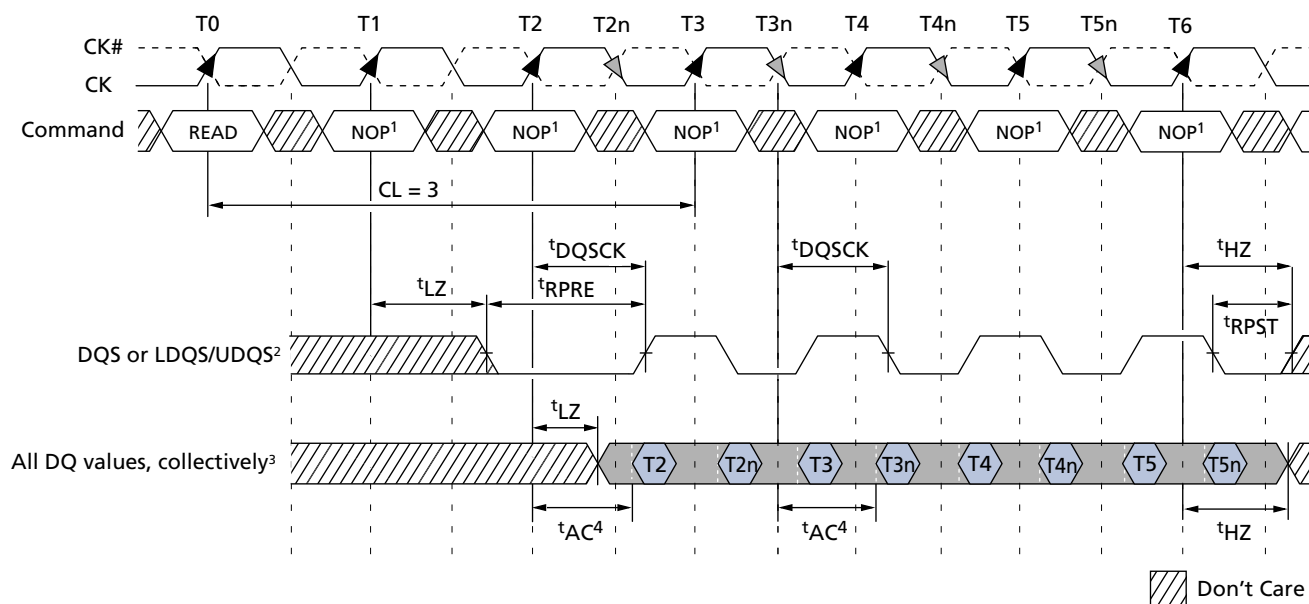 T0 T1 T2 T2n T3 T3n T4 T4n T5 T5n T6
CK#
CK
Command READ NOP1 NOP1 NOP1 NOP1 NOP1 NOP1
CL = 3
tDQSCK tDQSCK tHZ
tLZ tRPRE
tRPST
DQS or LDQS/UDQS2
tLZ
All DQ values, collectively3 T2 T2n T3 T3n T4 T4n T5 T5n
tAC4 tAC4 tHZ
Don't Care